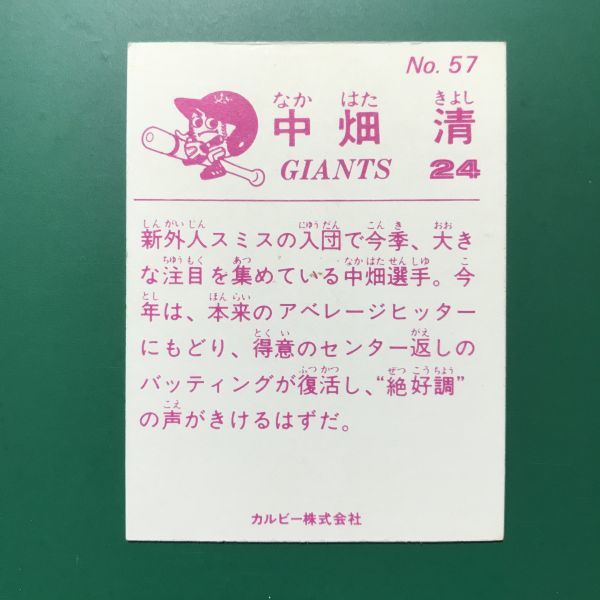 No. 57
なか はた きよし
中畑 清
GIANTS 24
しんがいじん にゅうだん こんき おお
新外人スミスの入団で今季、大き
ちゅうもく あつ なかはたせんしゅ こ
な注目を集めている中畑選手。今
とし ほんらい
年は、本来のアベレージヒッター
とくい がえ
にもどり、得意のセンター返しの
ふっかつ ぜっこうちょう
バッティングが復活し、“絶好調”
こえ
の声がきけるはずだ。
カルビー株式会社